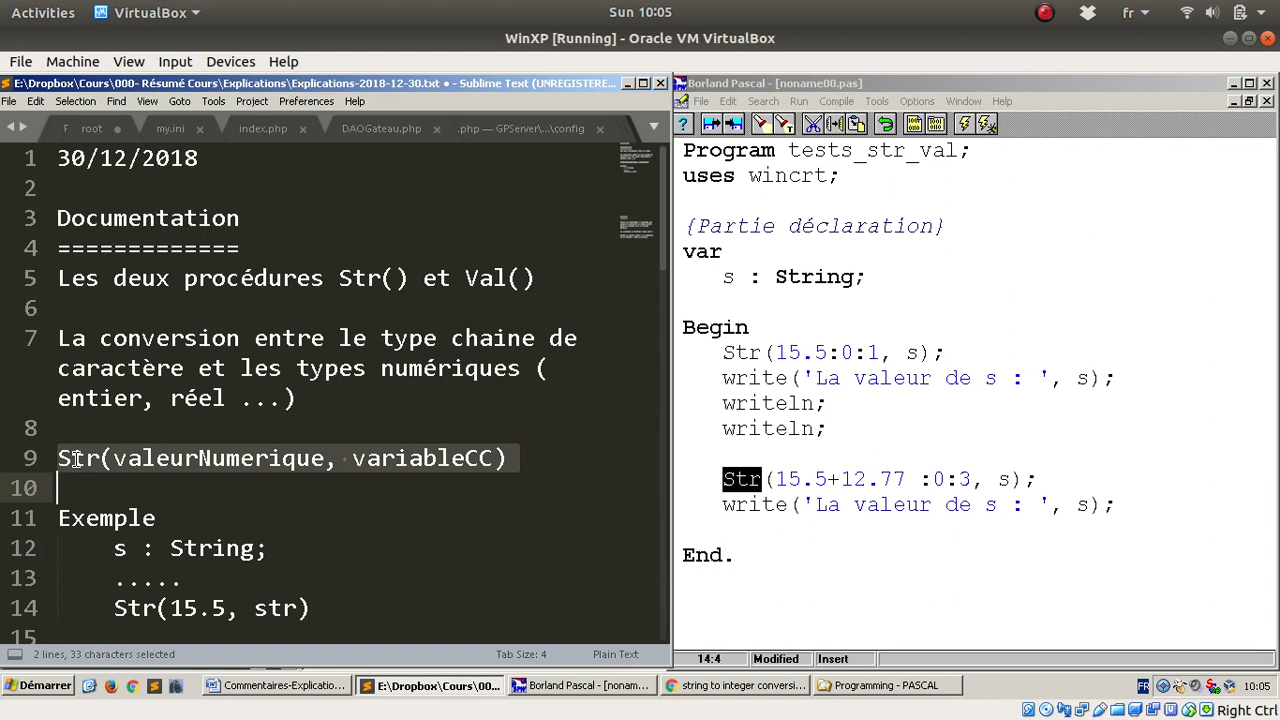 Activities VirtualBox Sun 10:05 fr
WinXP [Running] - Oracle VM VirtualBox
File Machine View Input Devices Help
E:\Dropbox\Cours\000- Résumé Cours\Explications\Explications-2018-12-30.txt • - Sublime Text (UNREGISTERE...
File Edit Selection Find View Goto Tools Project Preferences Help
F root my.ini index.php DAOGateau.php .php — GPServer\...\config
1 30/12/2018
2
3 Documentation
4 =============
5 Les deux procédures Str() et Val()
6
7 La conversion entre le type chaine de
caractère et les types numériques (
entier, réel ...)
8
9 Str(valeurNumerique, variableCC)
10
11 Exemple
12 s : String;
13 .....
14 Str(15.5, str)
15
2 lines, 33 characters selected Tab Size: 4 Plain Text
Borland Pascal - [noname00.pas]
File Edit Search Run Compile Tools Options Window Help
Program tests_str_val;
uses wincrt;
{Partie déclaration}
var
s : String;
Begin
Str(15.5:0:1, s);
write('La valeur de s : ', s);
writeln;
writeln;
Str(15.5+12.77 :0:3, s);
write('La valeur de s : ', s);
End.
14:4 Modified Insert
Démarrer Commentaires-Explicatio... E:\Dropbox\Cours\000... Borland Pascal - [nonam... string to integer conversi... Programming - PASCAL FR 10:05
Right Ctrl